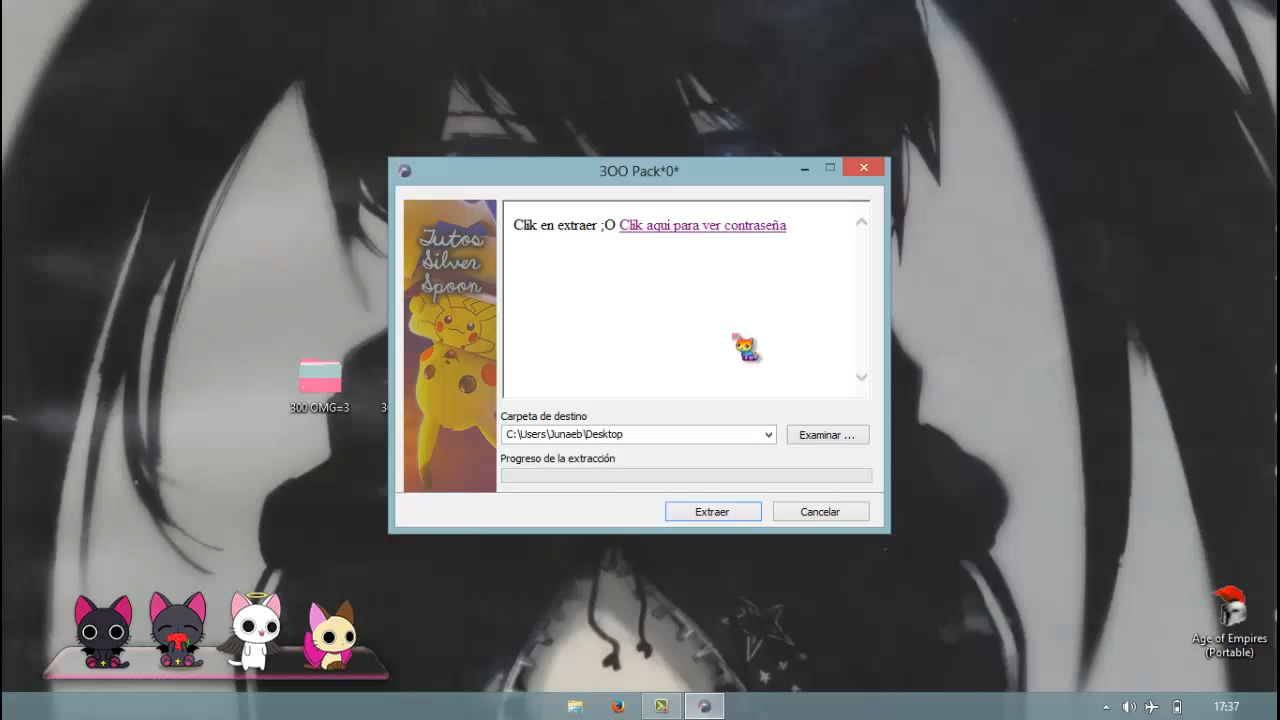 3OO Pack*0*
Tutos
Silver
Spoon
Clik en extraer ;O Clik aqui para ver contraseña
Carpeta de destino
C:\Users\Junaeb\Desktop
Examinar ...
Progreso de la extracción
Extraer
Cancelar
300 OMG=3
Age of Empires
(Portable)
17:37